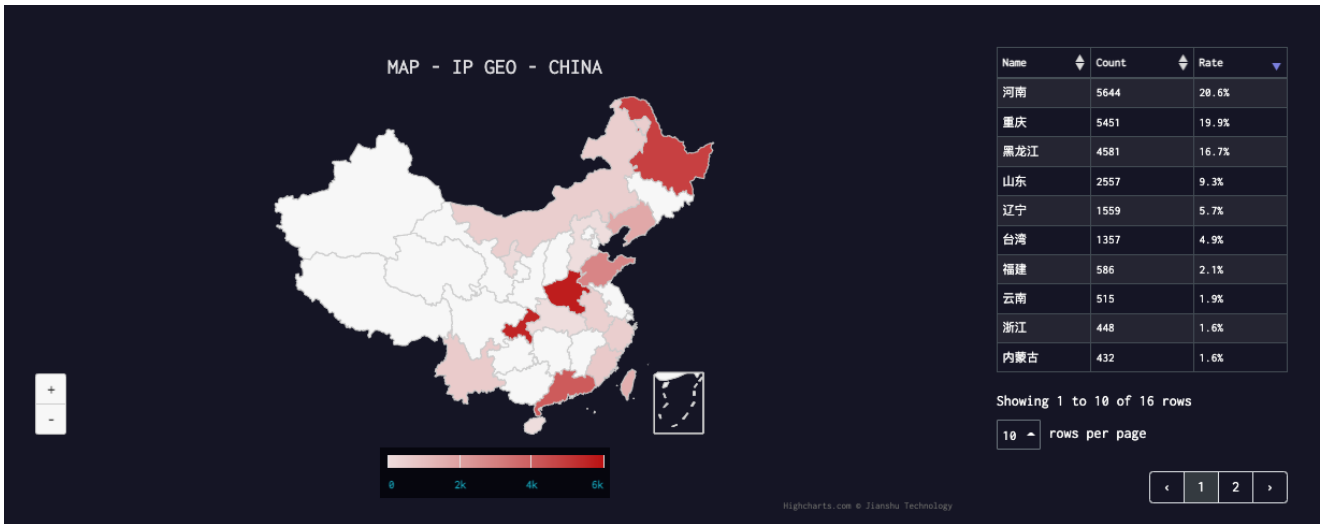 MAP - IP GEO - CHINA
+
-
0 2k 4k 6k
Highcharts.com © Jianshu Technology
Name Count Rate
河南 5644 20.6%
重庆 5451 19.9%
黑龙江 4581 16.7%
山东 2557 9.3%
辽宁 1559 5.7%
台湾 1357 4.9%
福建 586 2.1%
云南 515 1.9%
浙江 448 1.6%
内蒙古 432 1.6%
Showing 1 to 10 of 16 rows
10 rows per page
‹ 1 2 ›